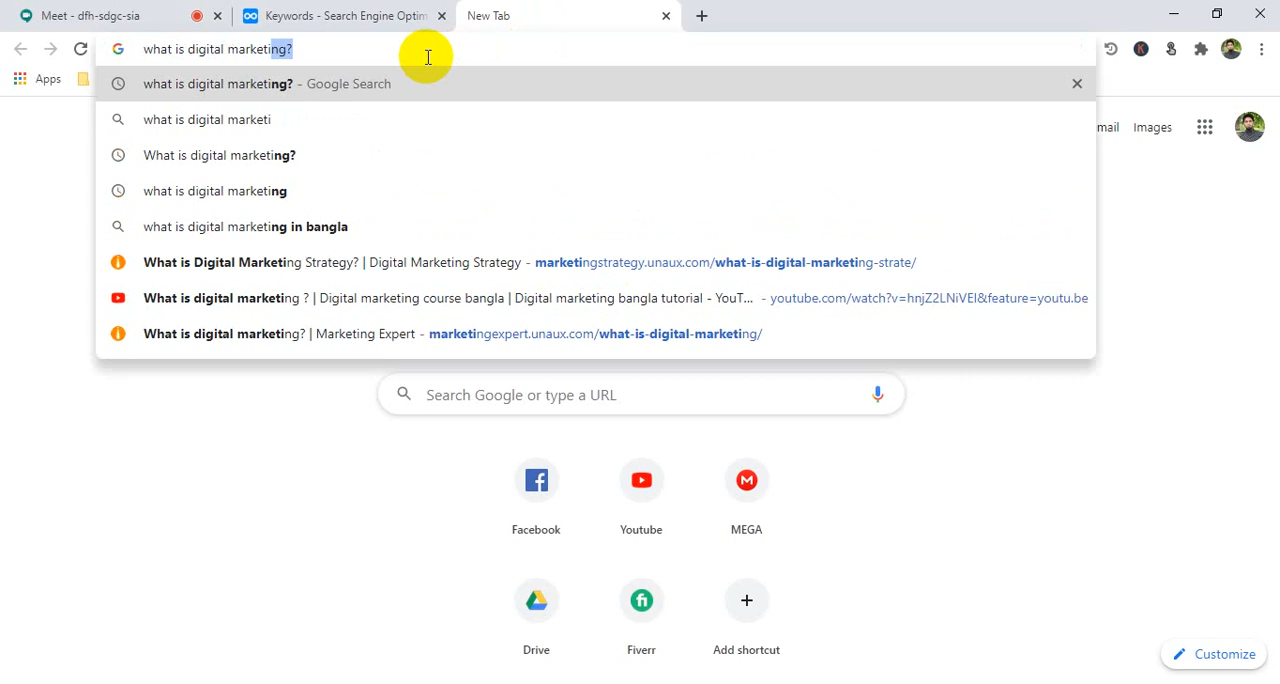 Meet - dfh-sdgc-sia
Keywords - Search Engine Optim
New Tab
what is digital marketing?
Apps
what is digital marketing? - Google Search
what is digital marketi
What is digital marketing?
what is digital marketing
what is digital marketing in bangla
What is Digital Marketing Strategy? | Digital Marketing Strategy - marketingstrategy.unaux.com/what-is-digital-marketing-strate/
What is digital marketing ? | Digital marketing course bangla | Digital marketing bangla tutorial - YouT... - youtube.com/watch?v=hnjZ2LNiVEI&feature=youtu.be
What is digital marketing? | Marketing Expert - marketingexpert.unaux.com/what-is-digital-marketing/
mail Images
Search Google or type a URL
Facebook Youtube MEGA
Drive Fiverr Add shortcut
Customize